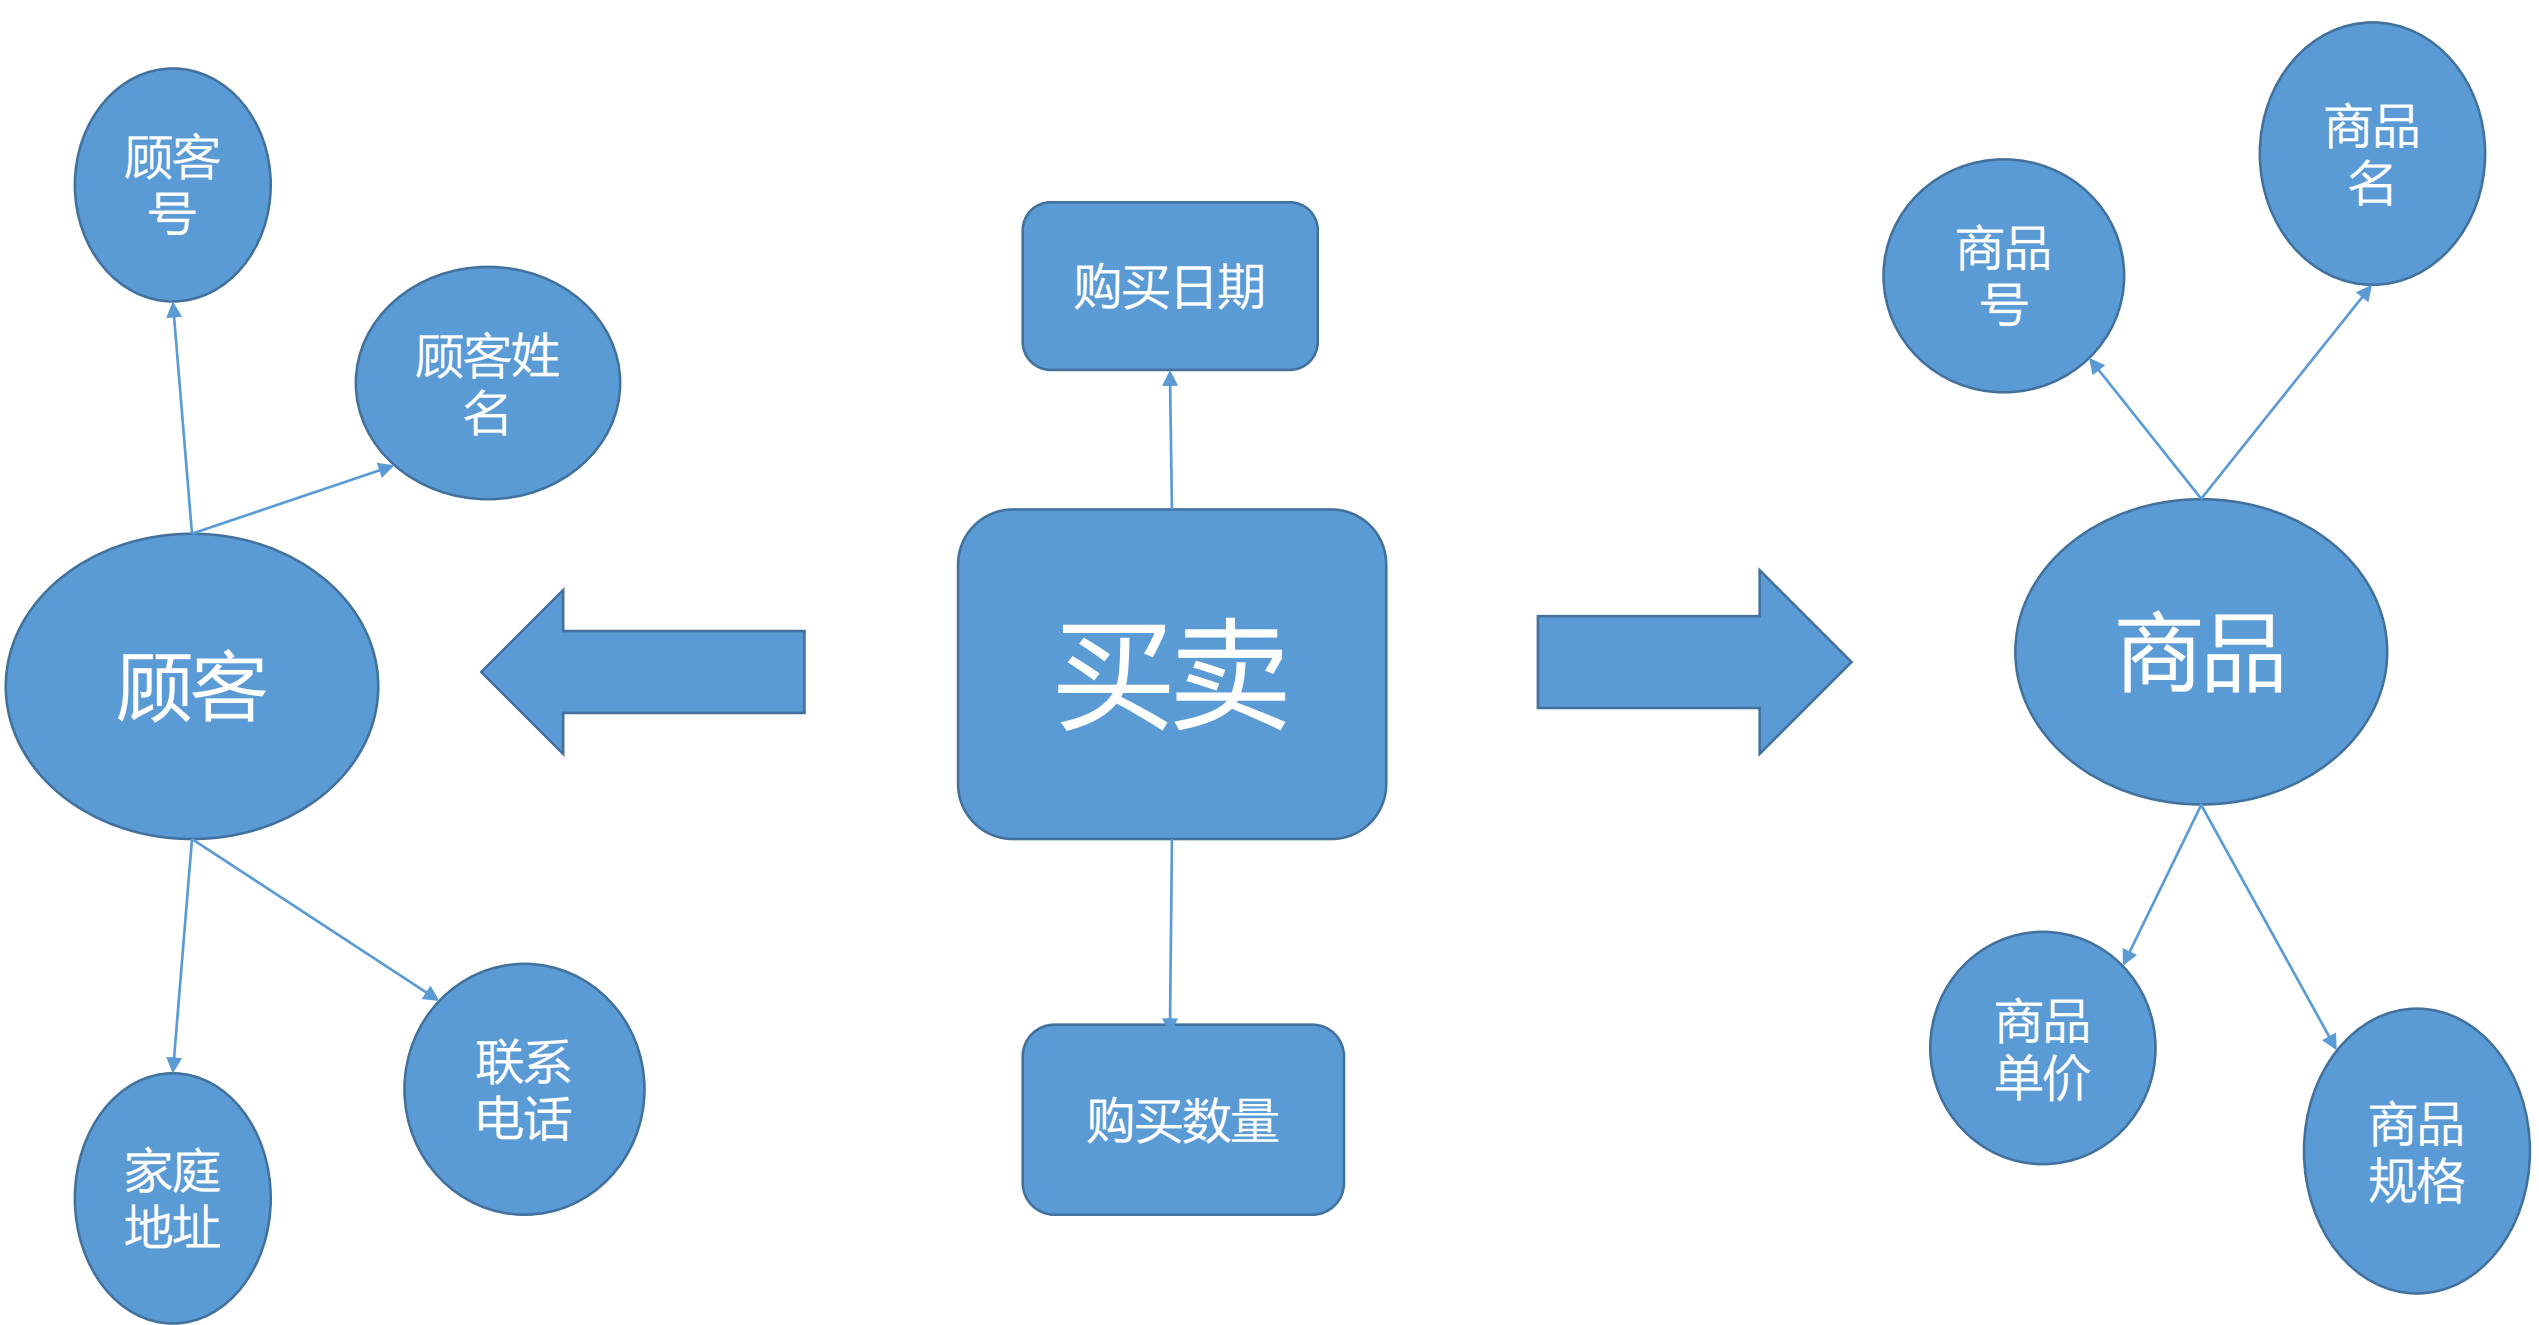 顾客
号
顾客姓
名
顾客
家庭
地址
联系
电话
购买日期
买卖
购买数量
商品
号
商品
名
商品
商品
单价
商品
规格